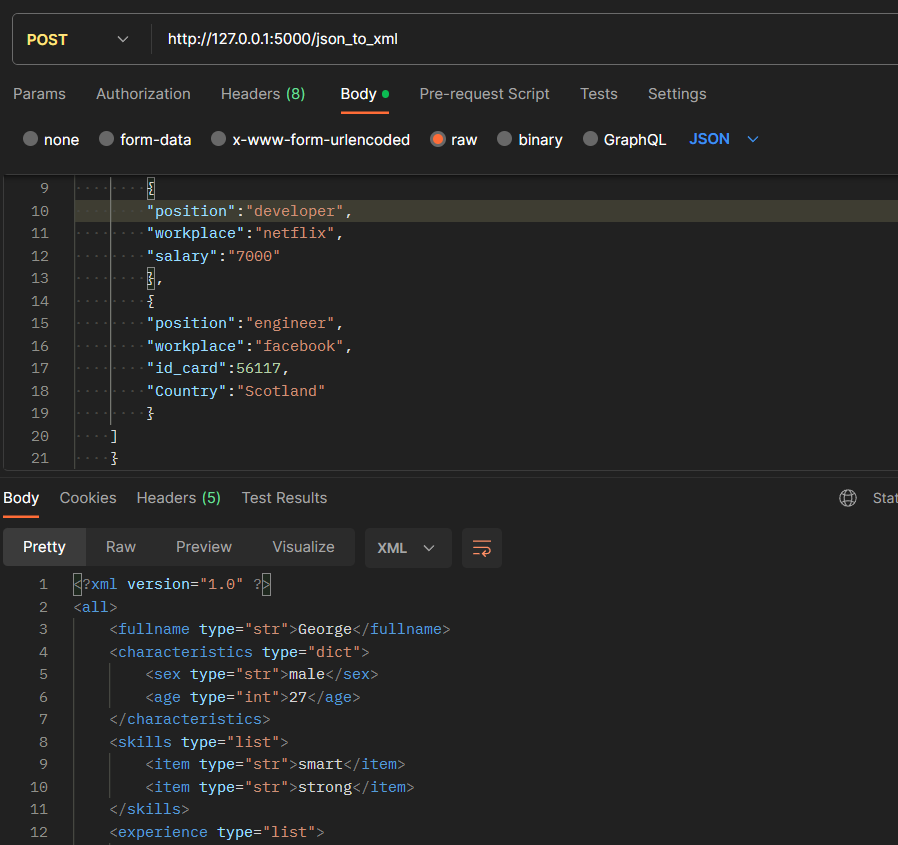 POST http://127.0.0.1:5000/json_to_xml
Params Authorization Headers (8) Body Pre-request Script Tests Settings
none form-data x-www-form-urlencoded raw binary GraphQL JSON
9 {
10 "position":"developer",
11 "workplace":"netflix",
12 "salary":"7000"
13 },
14 {
15 "position":"engineer",
16 "workplace":"facebook",
17 "id_card":56117,
18 "Country":"Scotland"
19 }
20 ]
21 }
Body Cookies Headers (5) Test Results Stat
Pretty Raw Preview Visualize XML
1 <?xml version="1.0" ?>
2 <all>
3 <fullname type="str">George</fullname>
4 <characteristics type="dict">
5 <sex type="str">male</sex>
6 <age type="int">27</age>
7 </characteristics>
8 <skills type="list">
9 <item type="str">smart</item>
10 <item type="str">strong</item>
11 </skills>
12 <experience type="list">